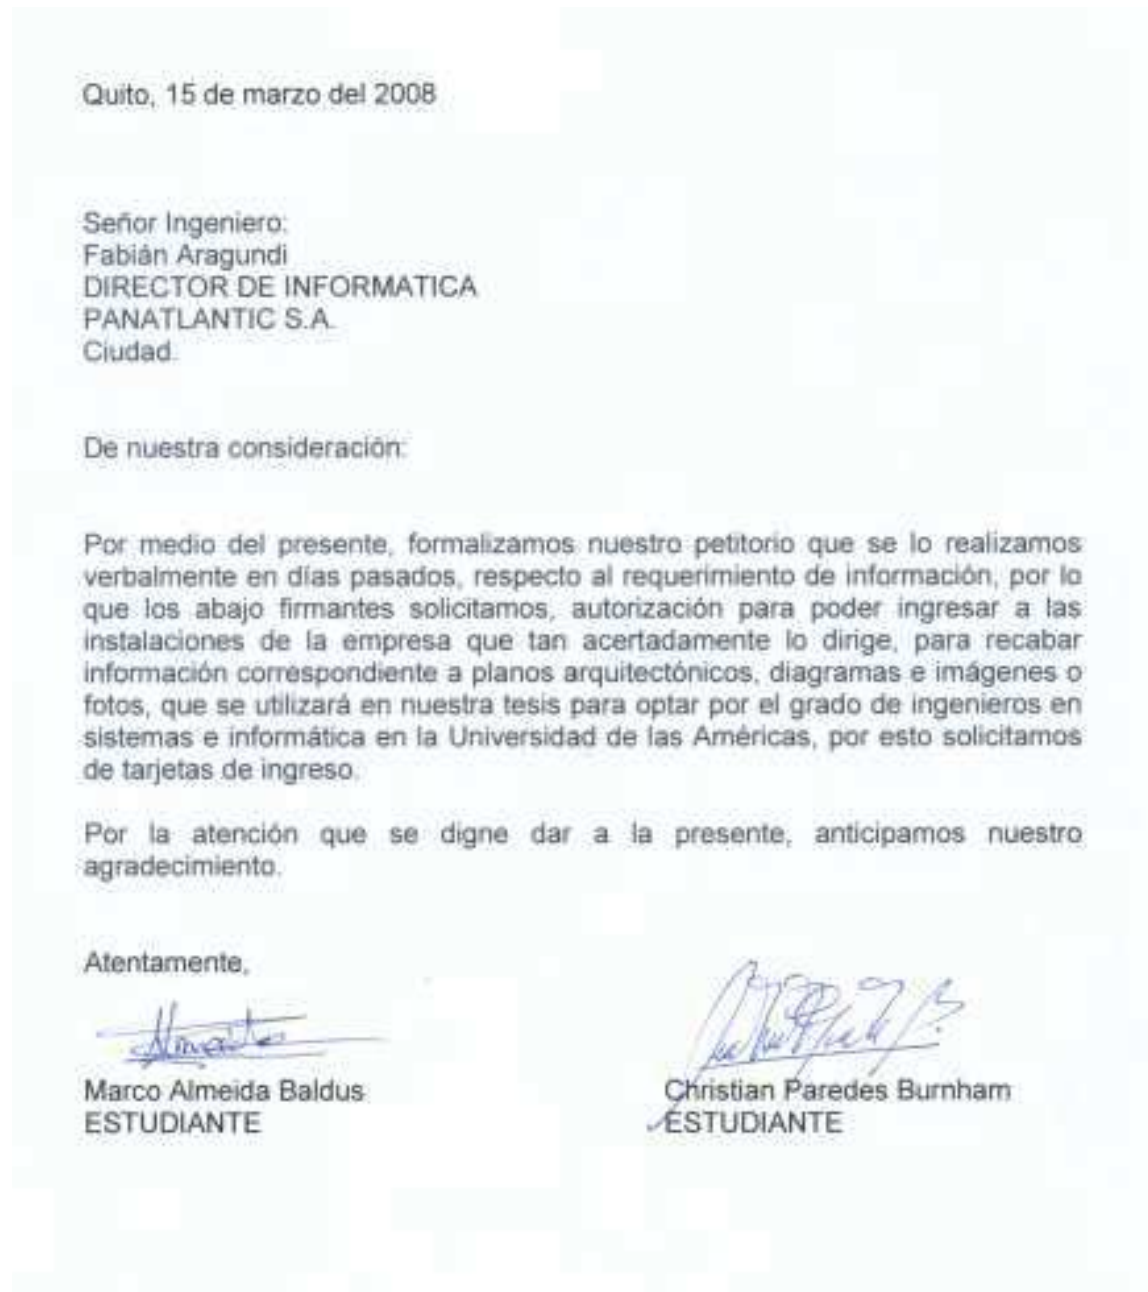 Quito, 15 de marzo del 2008
Señor Ingeniero:
Fabián Aragundi
DIRECTOR DE INFORMATICA
PANATLANTIC S.A.
Ciudad.
De nuestra consideración:
Por medio del presente, formalizamos nuestro petitorio que se lo realizamos
verbalmente en días pasados, respecto al requerimiento de información, por lo
que los abajo firmantes solicitamos, autorización para poder ingresar a las
instalaciones de la empresa que tan acertadamente lo dirige, para recabar
información correspondiente a planos arquitectónicos, diagramas e imágenes o
fotos, que se utilizará en nuestra tesis para optar por el grado de ingenieros en
sistemas e informática en la Universidad de las Américas, por esto solicitamos
de tarjetas de ingreso.
Por la atención que se digne dar a la presente, anticipamos nuestro
agradecimiento.
Atentamente,
Marco Almeida Baldus
ESTUDIANTE
Christian Paredes Burnham
ESTUDIANTE